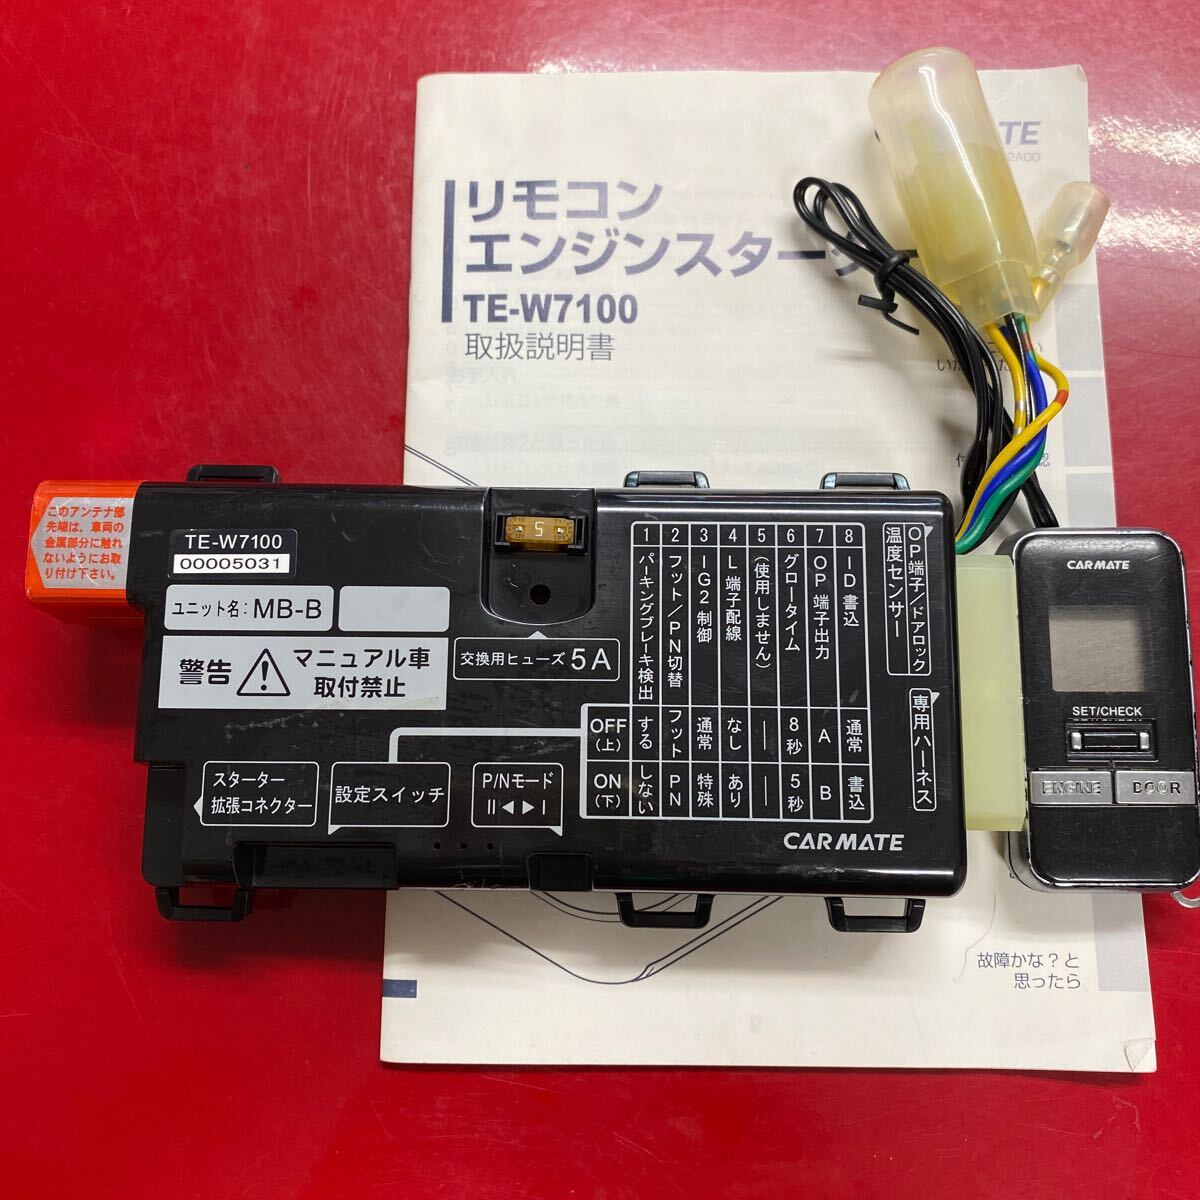 TE
2A00
リモコン
エンジンスター
TE-W7100
取扱説明書
故障かな?と
思ったら
このアンテナ部
先端は、車両の
金属部分に触れ
ないようにお取
り付け下さい。
TE-W7100
00005031
ユニット名: MB-B
警告 マニュアル車
取付禁止
5
交換用ヒューズ 5A
スターター
拡張コネクター
設定スイッチ
P/Nモード
II◀▶I
OFF
(上)
ON
(下)
1 パーキングブレーキ検出 する しない
2 フット/PN切替 フット PN
3 IG2制御 通常 特殊
4 L端子配線 なし あり
5 (使用しません) — —
6 グロータイム 8秒 5秒
7 OP端子出力 A B
8 ID書込 通常 書込
OP端子/ドアロック
温度センサー
専用ハーネス
CARMATE
CARMATE
SET/CHECK
ENGINE
DOOR